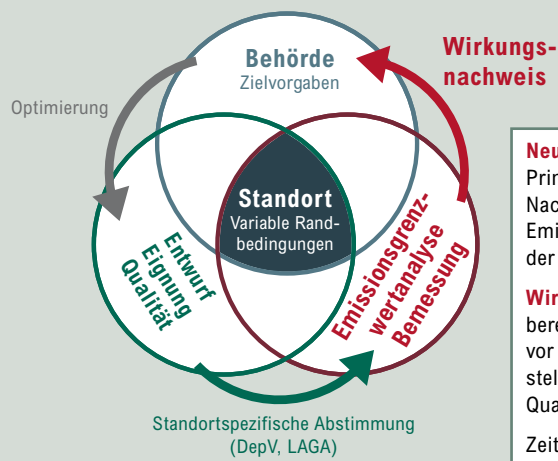 Behörde
Zielvorgaben
Wirkungs-
nachweis
Optimierung
Standort
Variable Rand-
bedingungen
Entwurf
Eignung
Qualität
Emissionsgrenz-
wertanalyse
Bemessung
Standortspezifische Abstimmung
(DepV, LAGA)
Neu
Prin
Nach
Emi
der
Wir
bere
vor
stel
Qua
Zeit